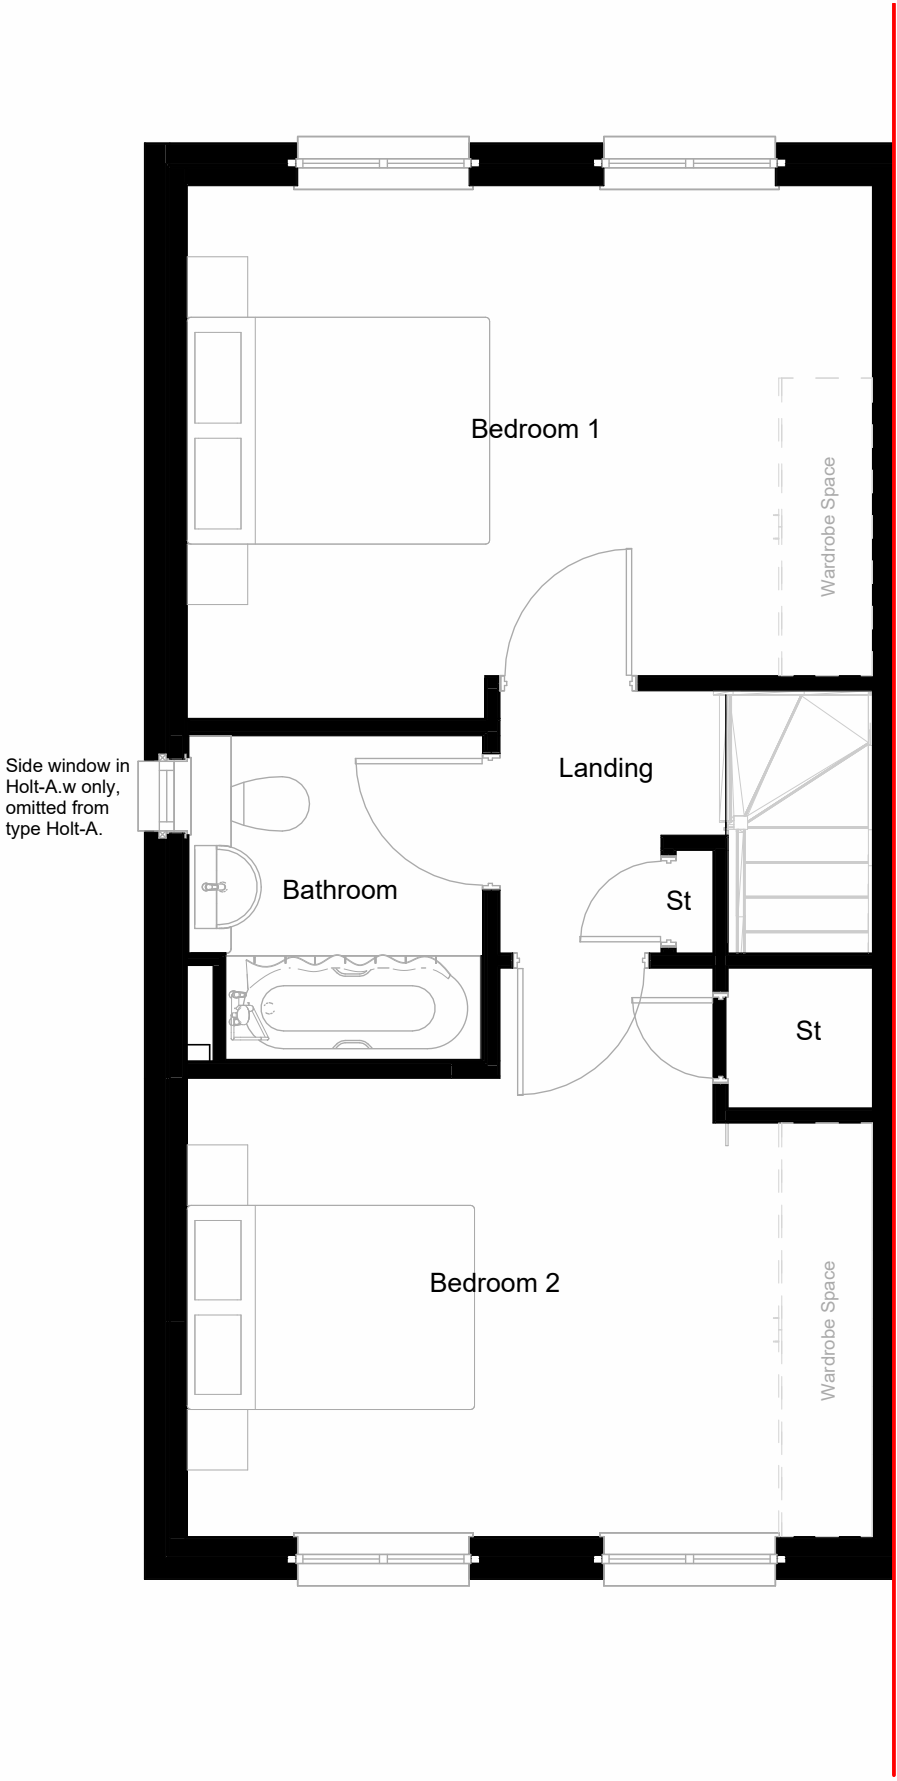 Bedroom 1
Wardrobe Space
Side window in
Holt-A.w only,
omitted from
type Holt-A.
Landing
Bathroom
St
St
Bedroom 2
Wardrobe Space